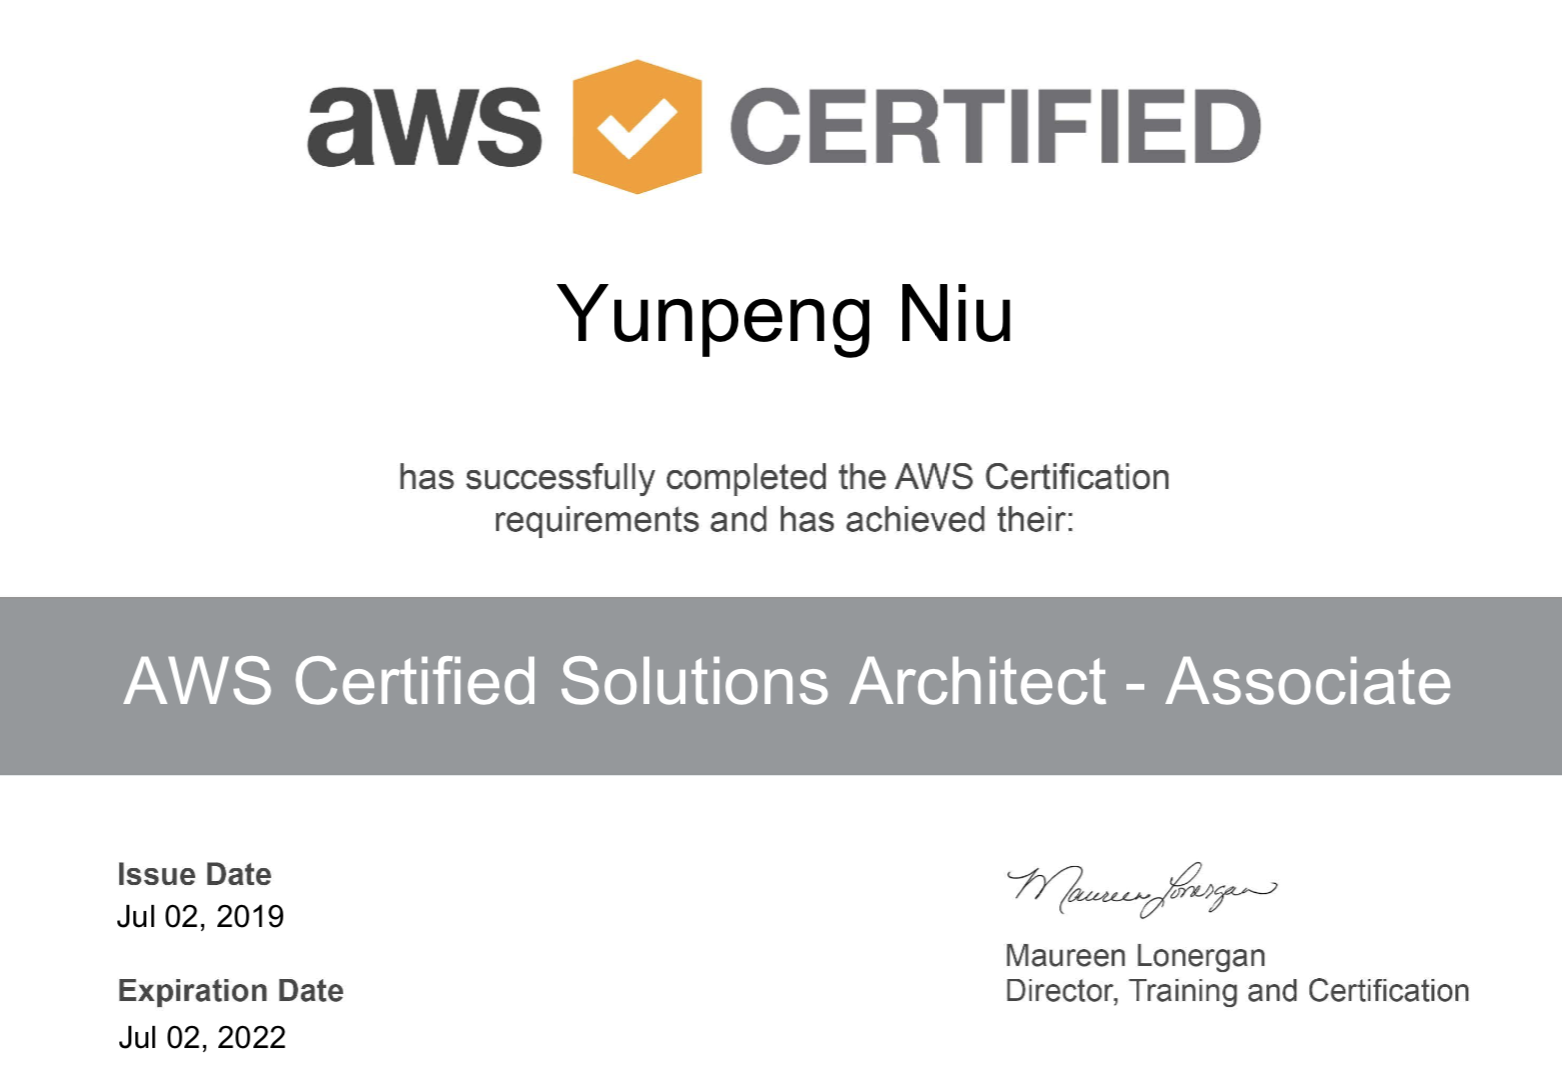 aws CERTIFIED
Yunpeng Niu
has successfully completed the AWS Certification
requirements and has achieved their:
AWS Certified Solutions Architect - Associate
Issue Date
Jul 02, 2019
Expiration Date
Jul 02, 2022
Maureen Lonergan
Maureen Lonergan
Director, Training and Certification